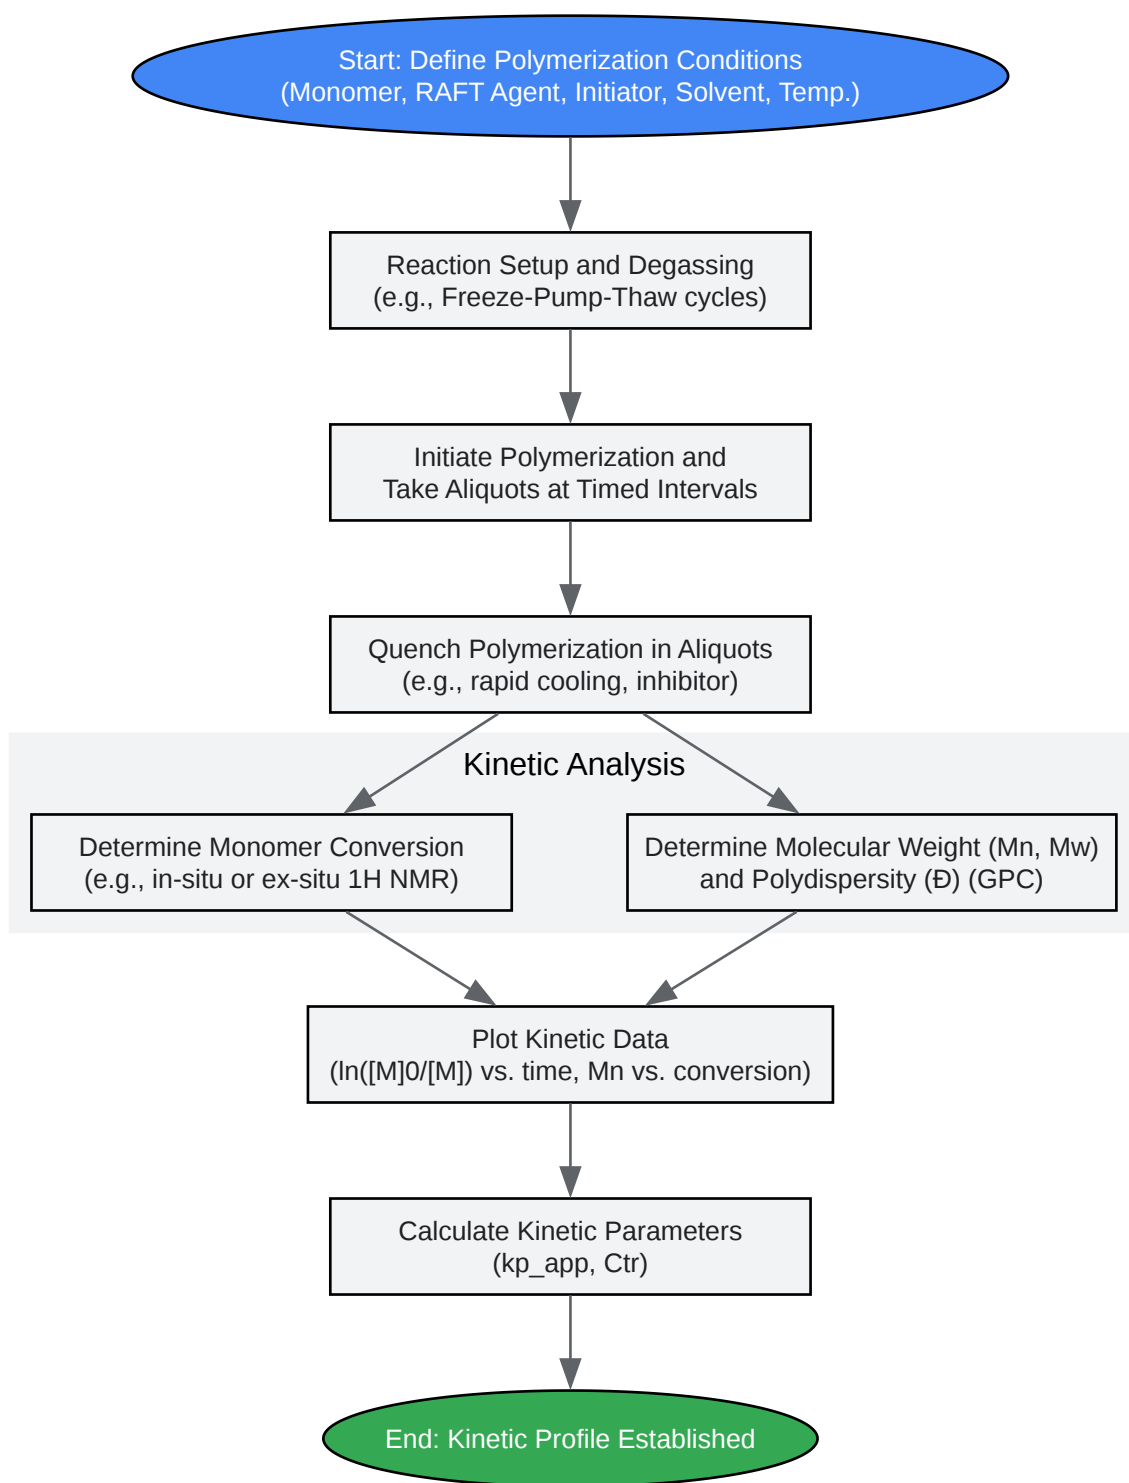 Start: Define Polymerization Conditions
(Monomer, RAFT Agent, Initiator, Solvent, Temp.)
Reaction Setup and Degassing
(e.g., Freeze-Pump-Thaw cycles)
Initiate Polymerization and
Take Aliquots at Timed Intervals
Quench Polymerization in Aliquots
(e.g., rapid cooling, inhibitor)
Kinetic Analysis
Determine Monomer Conversion
(e.g., in-situ or ex-situ 1H NMR)
Determine Molecular Weight (Mn, Mw)
and Polydispersity (Đ) (GPC)
Plot Kinetic Data
(ln([M]0/[M]) vs. time, Mn vs. conversion)
Calculate Kinetic Parameters
(kp_app, Ctr)
End: Kinetic Profile Established